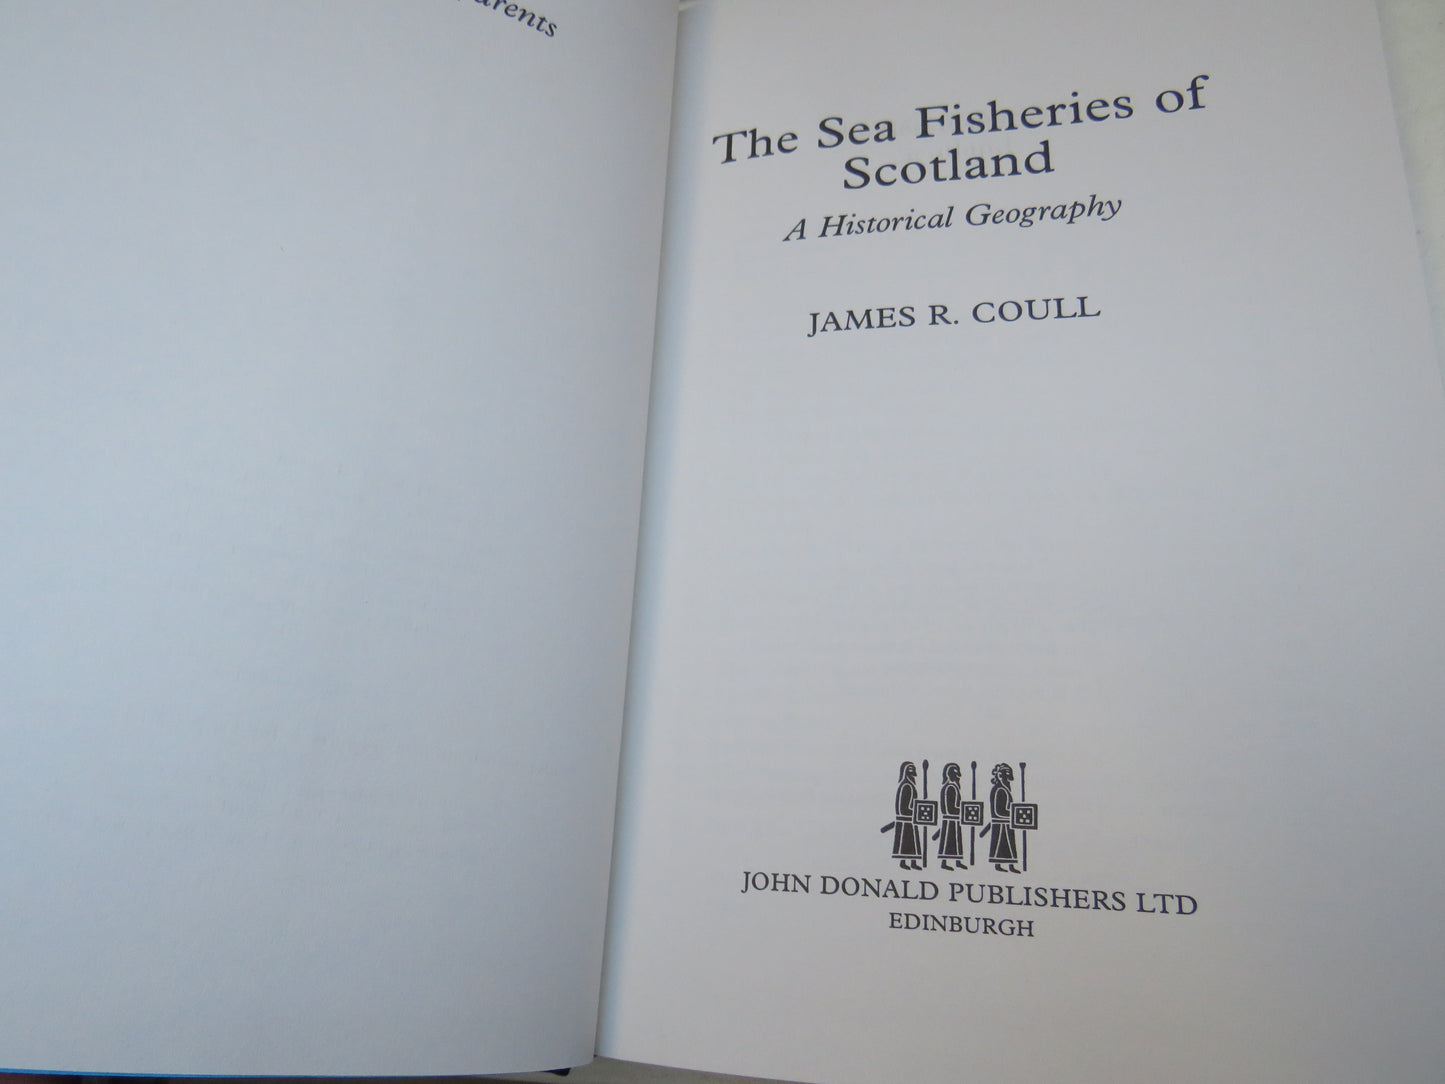 The Sea Fisheries of
Scotland
A Historical Geography
JAMES R. COULL
JOHN DONALD PUBLISHERS LTD
EDINBURGH